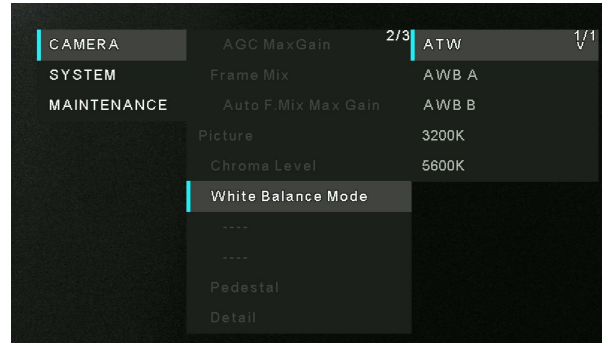 CAMERA
SYSTEM
MAINTENANCE
2/3
AGC MaxGain
Frame Mix
Auto F.Mix Max Gain
Picture
Chroma Level
White Balance Mode
----
----
Pedestal
Detail
1/1
ATW
AWB A
AWB B
3200K
5600K